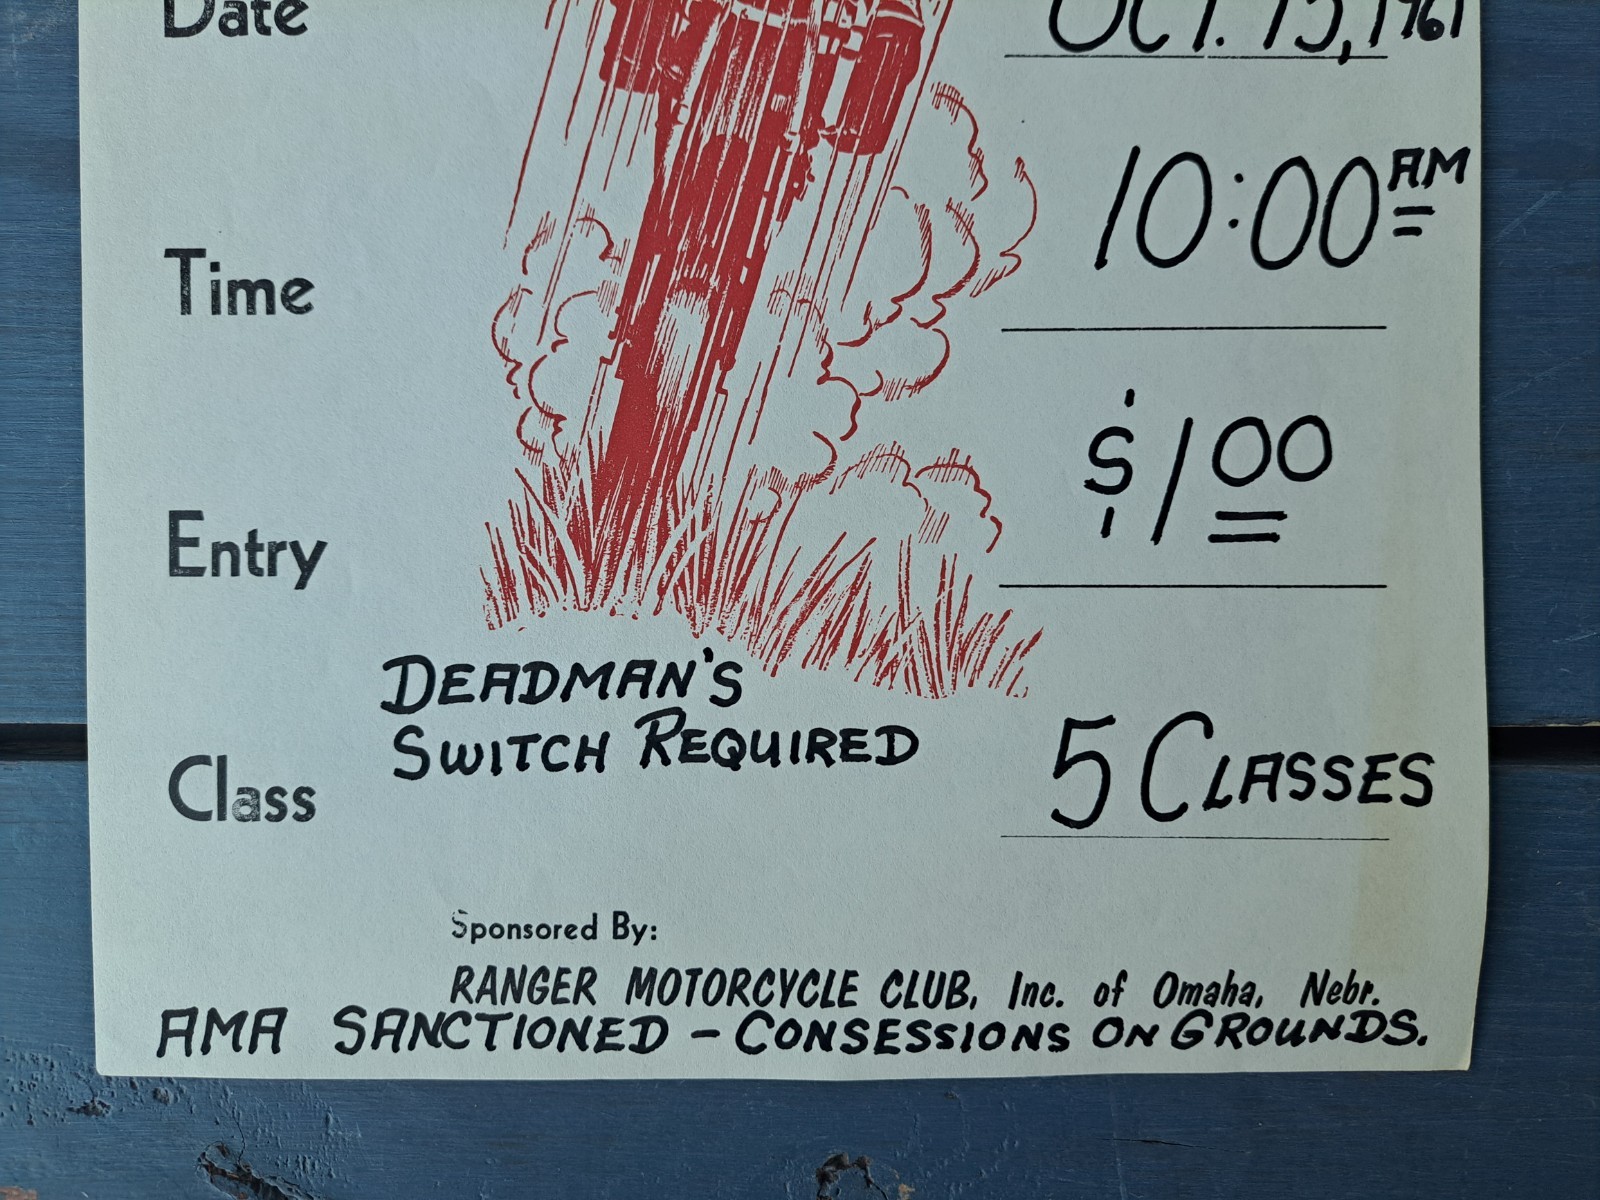 Date OCT. 15, 1961
Time 10:00 AM
Entry $1 00
DEADMAN'S
SWITCH REQUIRED
Class 5 CLASSES
Sponsored By:
RANGER MOTORCYCLE CLUB, Inc. of Omaha, Nebr.
AMA SANCTIONED - CONSESSIONS ON GROUNDS.